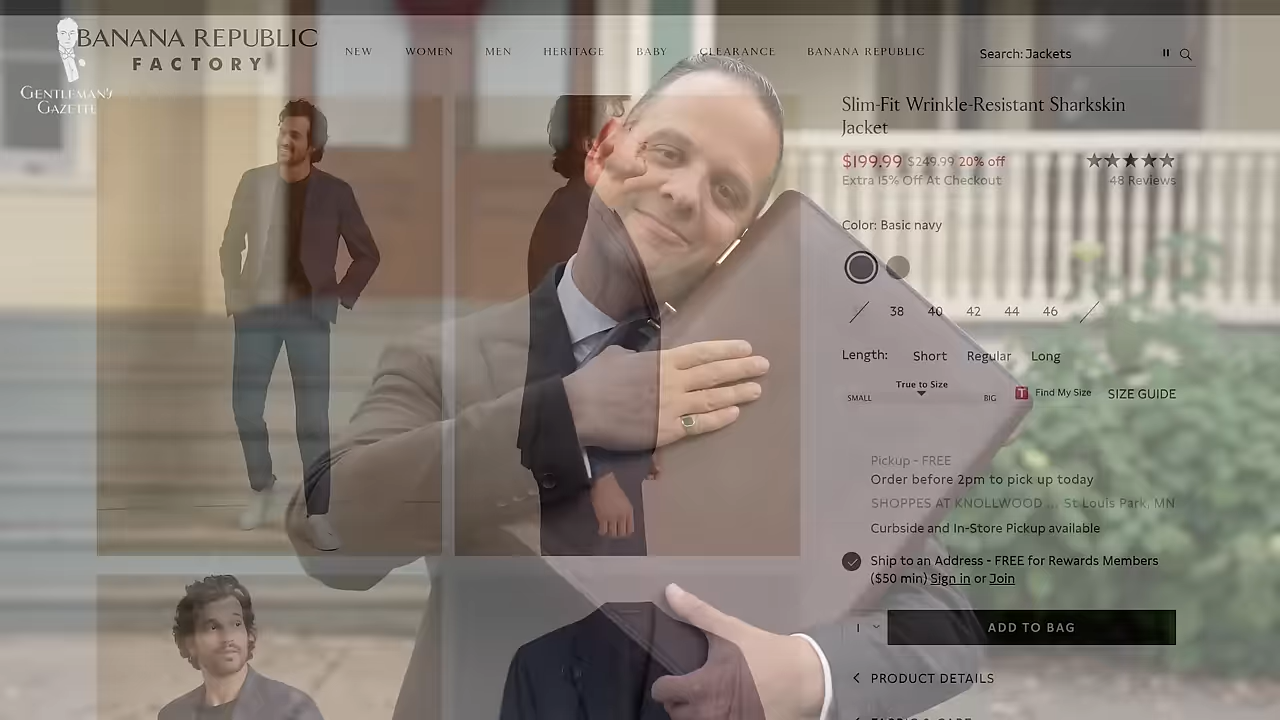 BANANA REPUBLIC
FACTORY
GENTLEMAN'S
GAZETTE
NEW WOMEN MEN HERITAGE BABY CLEARANCE BANANA REPUBLIC
Search: Jackets
Slim-Fit Wrinkle-Resistant Sharkskin
Jacket
$199.99 $249.99 20% off
48 Reviews
Extra 15% Off At Checkout
Color: Basic navy
38 40 42 44 46
Length: Short Regular Long
True to Size
SMALL BIG
T Find My Size SIZE GUIDE
Pickup - FREE
Order before 2pm to pick up today
SHOPPES AT KNOLLWOOD ... St Louis Park, MN
Curbside and In-Store Pickup available
Ship to an Address - FREE for Rewards Members
($50 min) Sign in or Join
1
ADD TO BAG
PRODUCT DETAILS